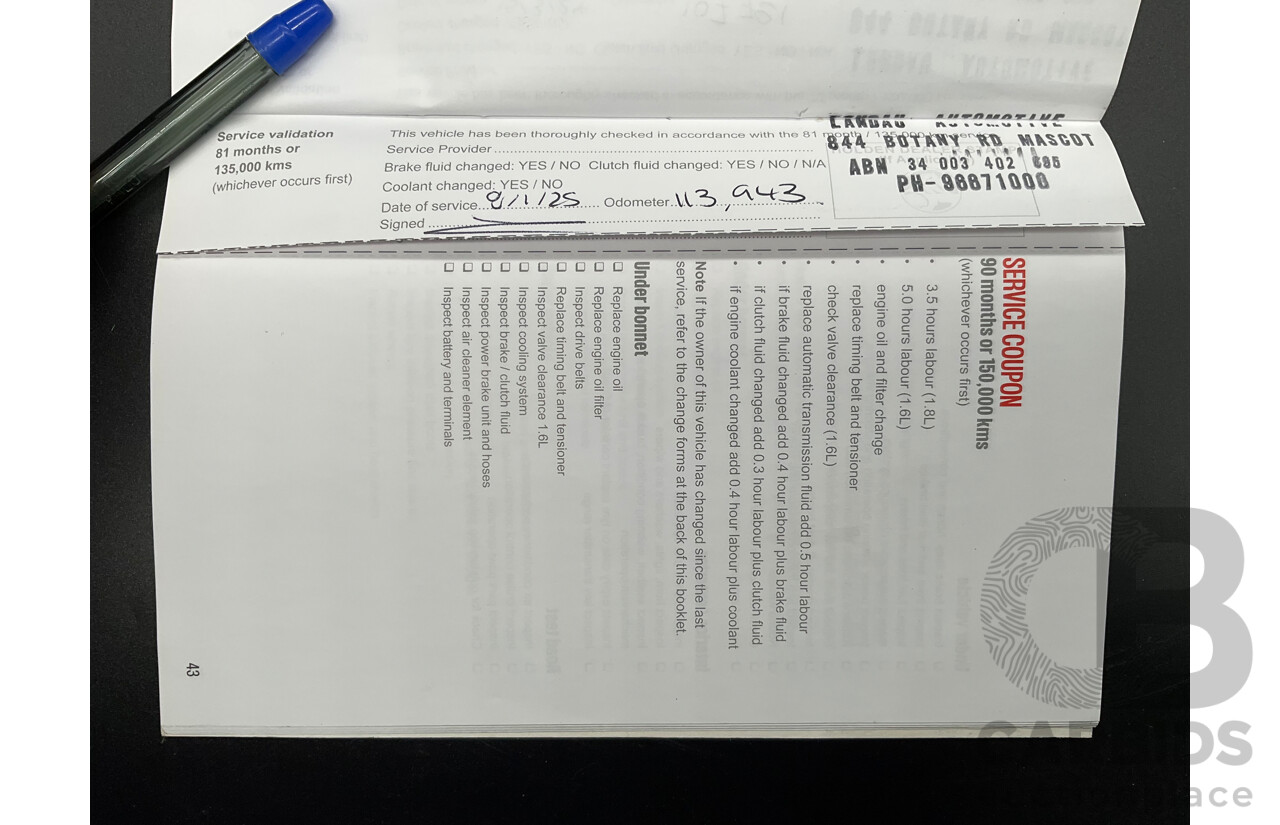 Service validation
81 months or
135,000 kms
(whichever occurs first)
This vehicle has been thoroughly checked in accordance with the 81 month / 135,000 km service
Service Provider
Brake fluid changed: YES / NO Clutch fluid changed: YES / NO / N/A
Coolant changed: YES / NO
Date of service 8/1/25 Odometer 113,943
Signed
LANDAU AUTOMOTIVE
844 BOTANY RD MASCOT
ABN 34 003 402 695
PH-96671000
SERVICE COUPON
90 months or 150,000 kms
(whichever occurs first)
• 3.5 hours labour (1.8L)
• 5.0 hours labour (1.6L)
• engine oil and filter change
• replace timing belt and tensioner
• check valve clearance (1.6L)
• replace automatic transmission fluid add 0.5 hour labour
• if brake fluid changed add 0.4 hour labour plus brake fluid
• if clutch fluid changed add 0.3 hour labour plus clutch fluid
• if engine coolant changed add 0.4 hour labour plus coolant
Note If the owner of this vehicle has changed since the last
service, refer to the change forms at the back of this booklet.
Under bonnet
❑ Replace engine oil
❑ Replace engine oil filter
❑ Inspect drive belts
❑ Replace timing belt and tensioner
❑ Inspect valve clearance 1.6L
❑ Inspect cooling system
❑ Inspect brake / clutch fluid
❑ Inspect power brake unit and hoses
❑ Inspect air cleaner element
❑ Inspect battery and terminals
43
CARBIDS